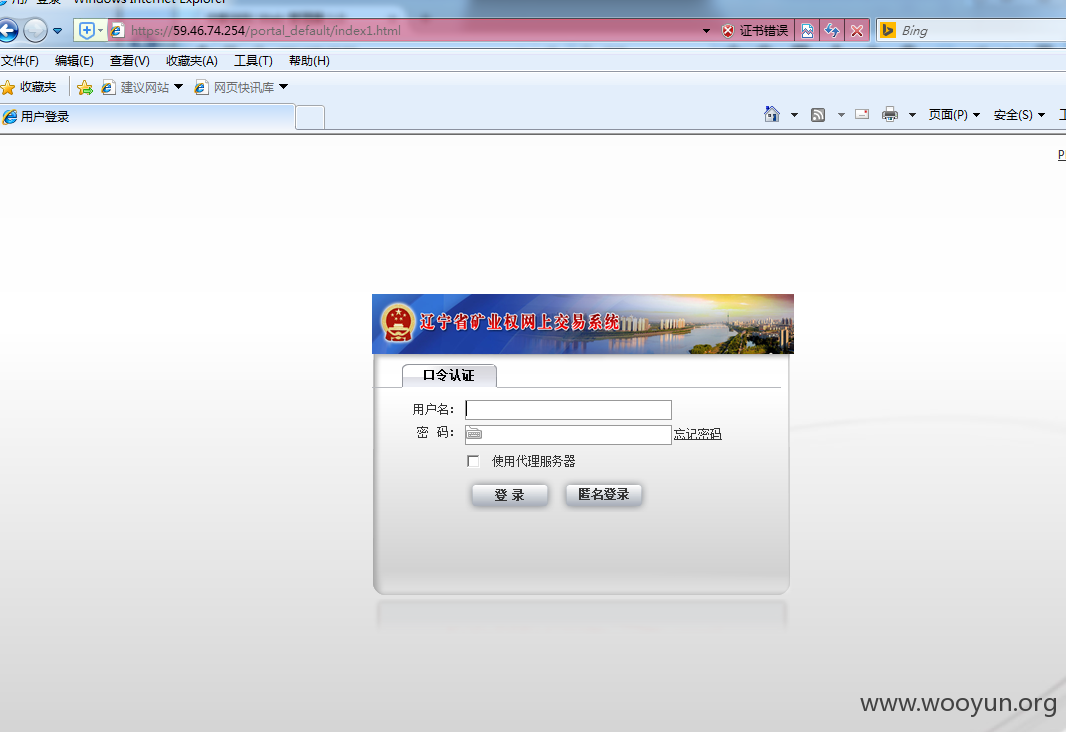 用户登录 - Windows Internet Explorer
https://59.46.74.254/portal_default/index1.html
证书错误
Bing
文件(F) 编辑(E) 查看(V) 收藏夹(A) 工具(T) 帮助(H)
收藏夹 建议网站 网页快讯库
用户登录
页面(P) 安全(S)
辽宁省矿业权网上交易系统
口令认证
用户名：
密 码： 忘记密码
使用代理服务器
登 录 匿名登录
www.wooyun.org